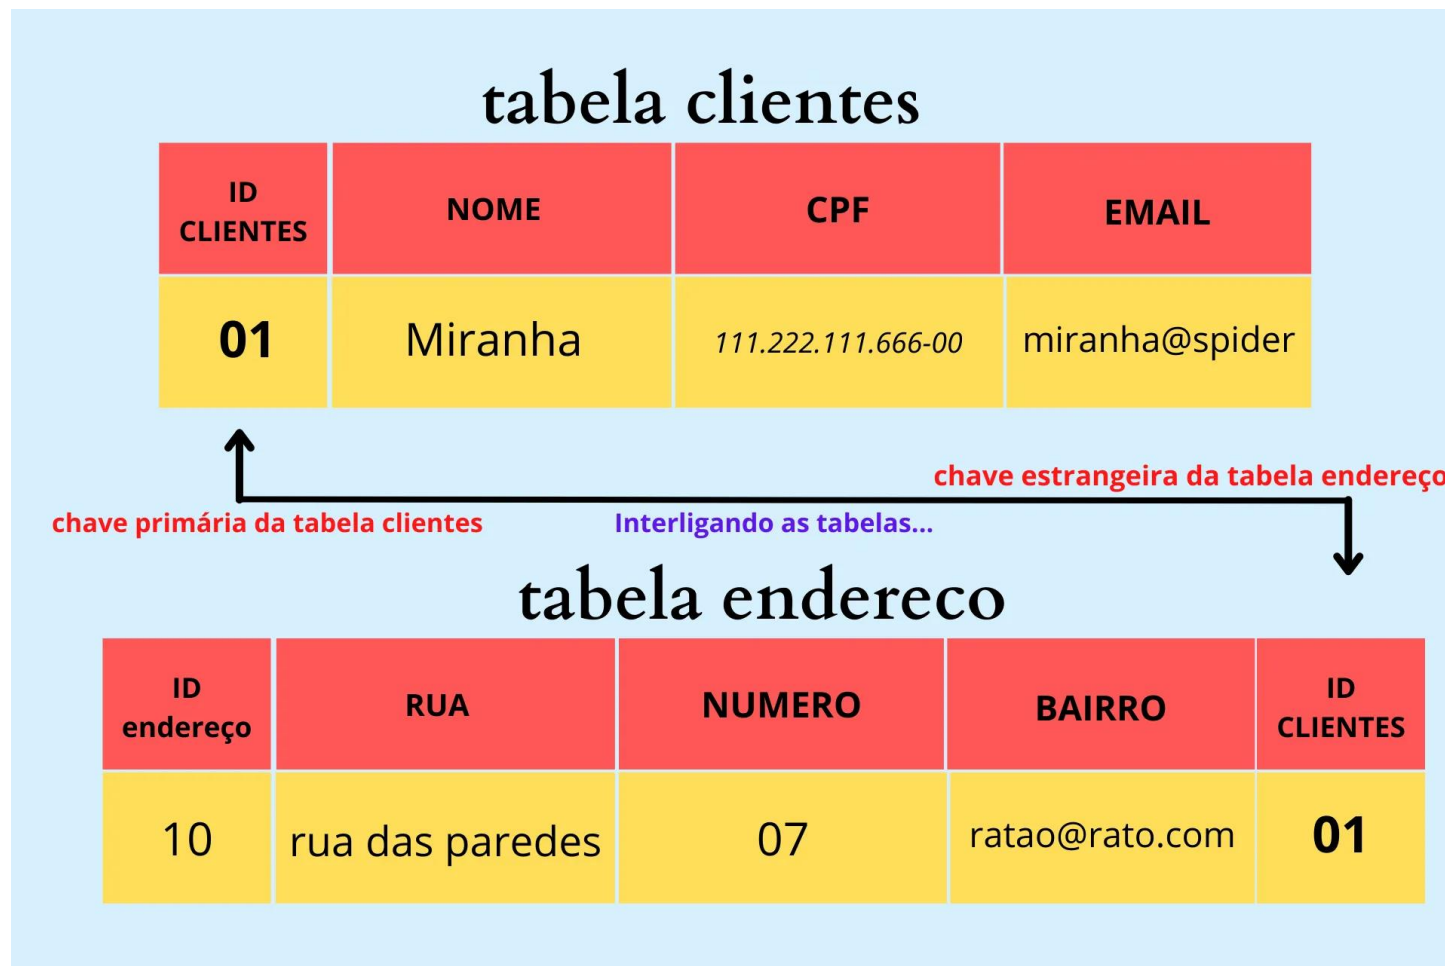 tabela clientes
ID
CLIENTES
NOME
CPF
EMAIL
01
Miranha
111.222.111.666-00
miranha@spider
chave estrangeira da tabela endereço
chave primária da tabela clientes
Interligando as tabelas...
tabela endereco
ID
endereço
RUA
NUMERO
BAIRRO
ID
CLIENTES
10
rua das paredes
07
ratao@rato.com
01